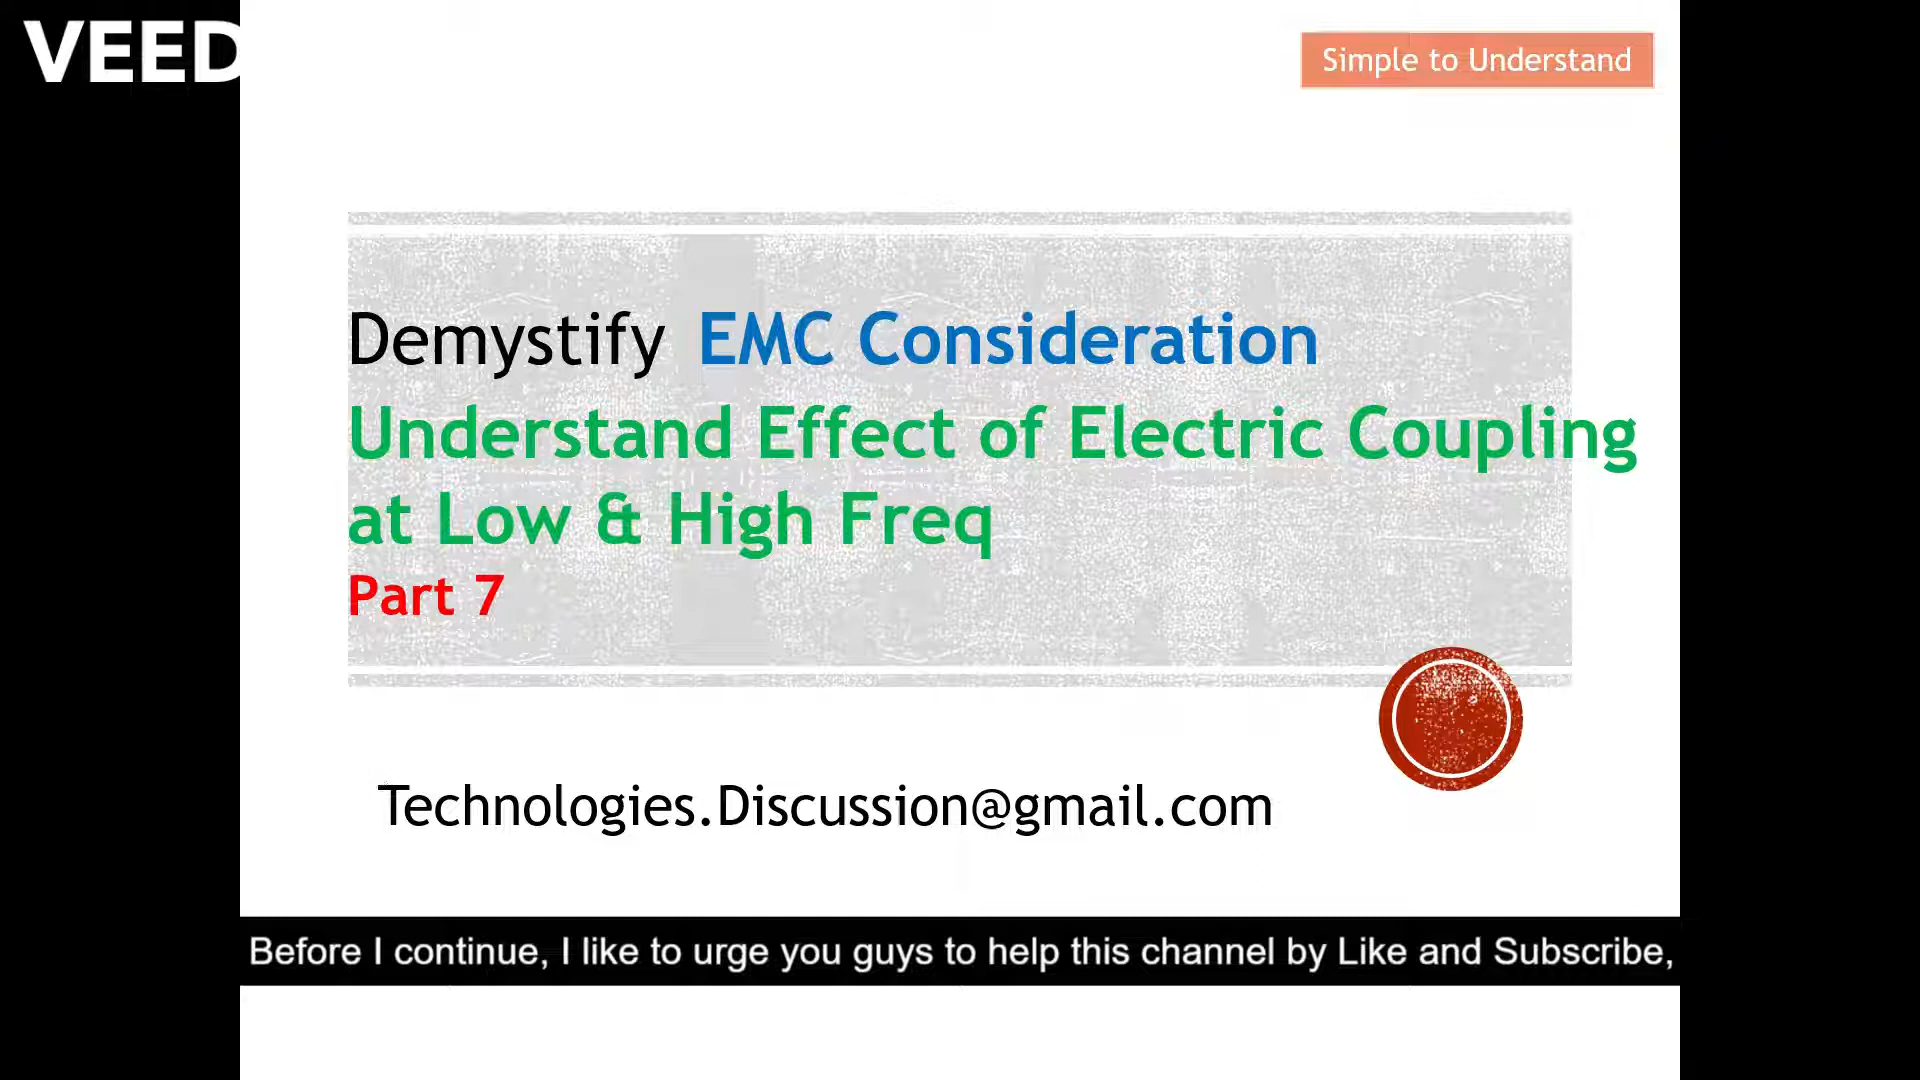 VEED
Simple to Understand
Demystify EMC Consideration
Understand Effect of Electric Coupling
at Low & High Freq
Part 7
Technologies.Discussion@gmail.com
Before I continue, I like to urge you guys to help this channel by Like and Subscribe,